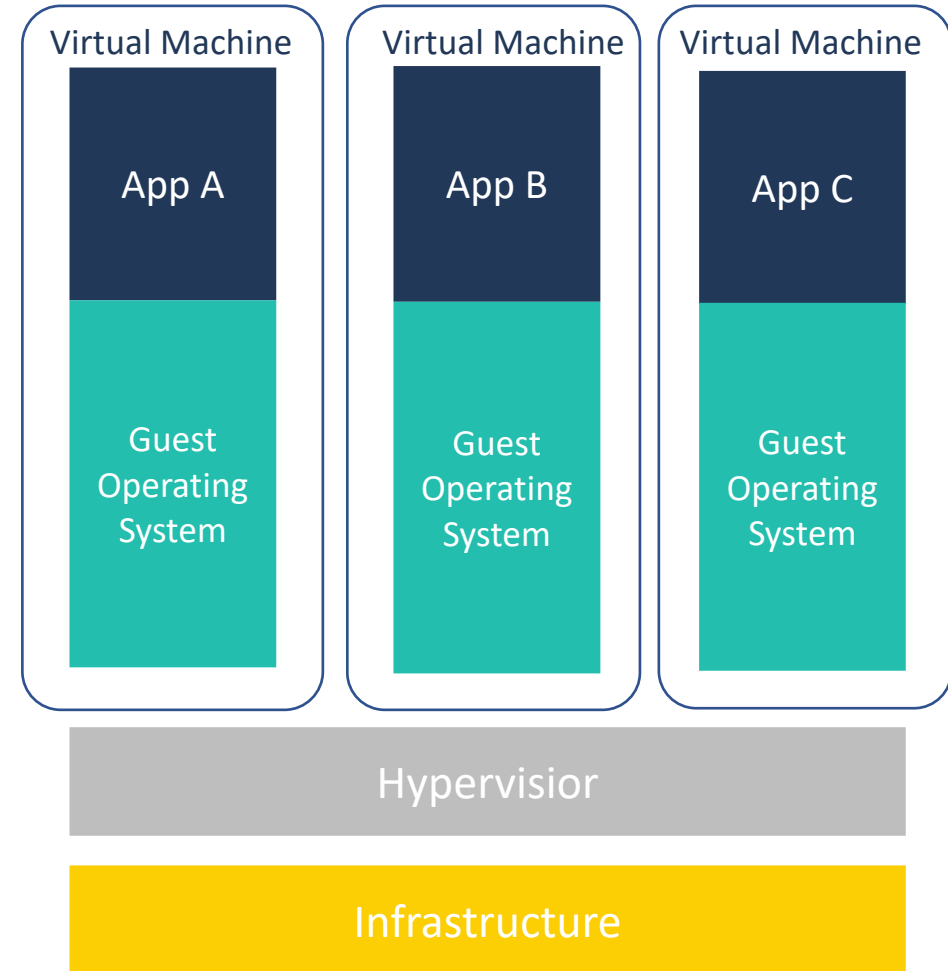 Virtual Machine
Virtual Machine
Virtual Machine
App A
App B
App C
Guest
Operating
System
Guest
Operating
System
Guest
Operating
System
Hypervisior
Infrastructure